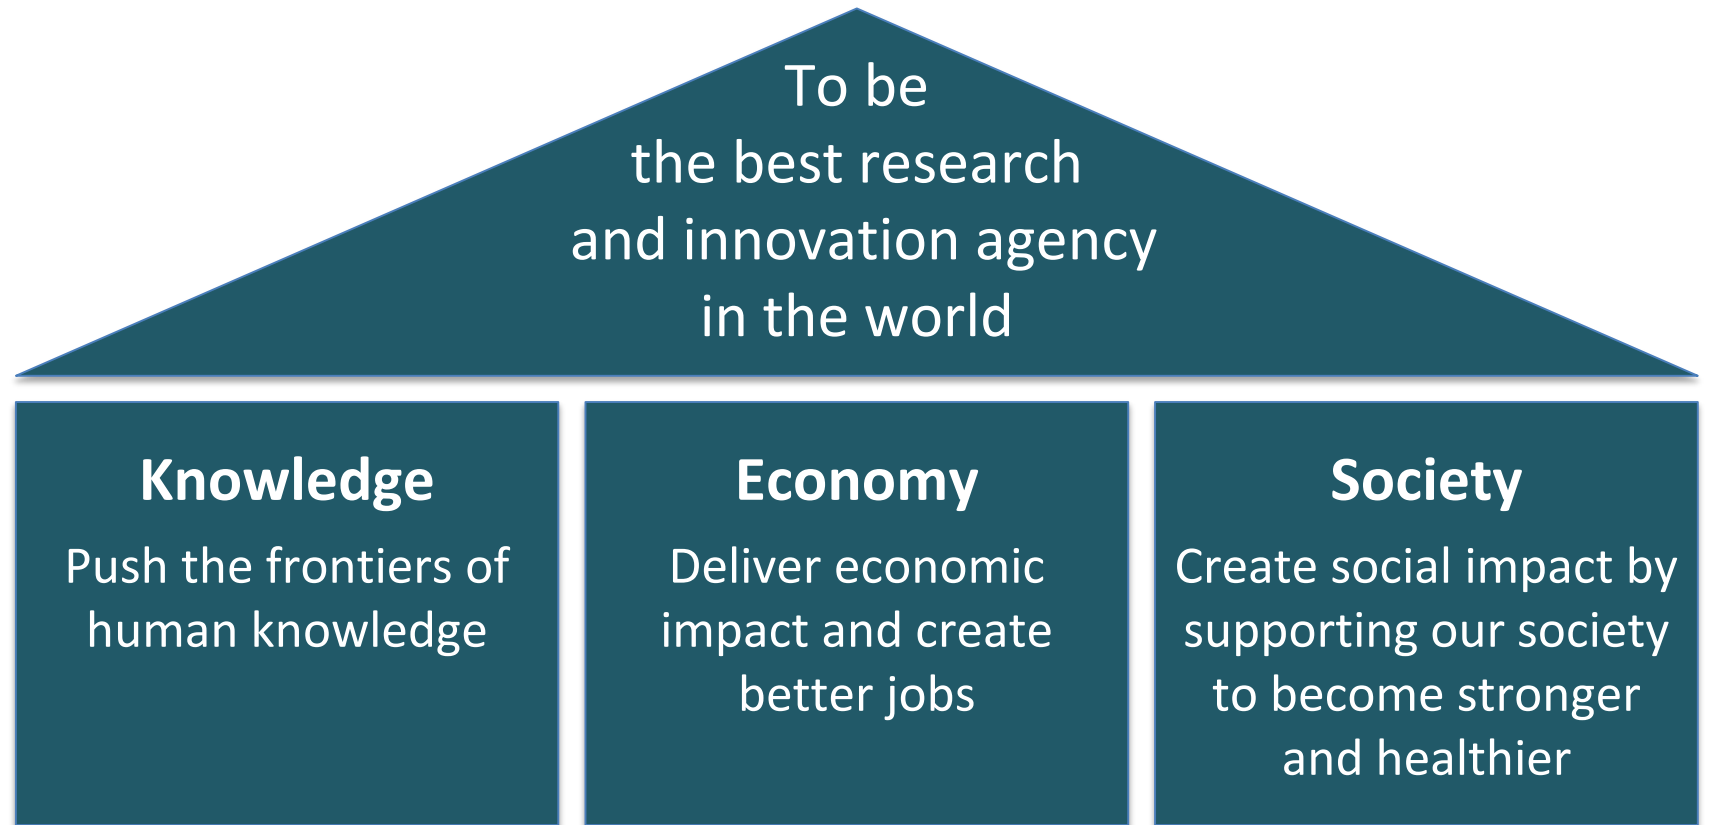 To be
the best research
and innovation agency
in the world
Knowledge
Push the frontiers of
human knowledge
Economy
Deliver economic
impact and create
better jobs
Society
Create social impact by
supporting our society
to become stronger
and healthier